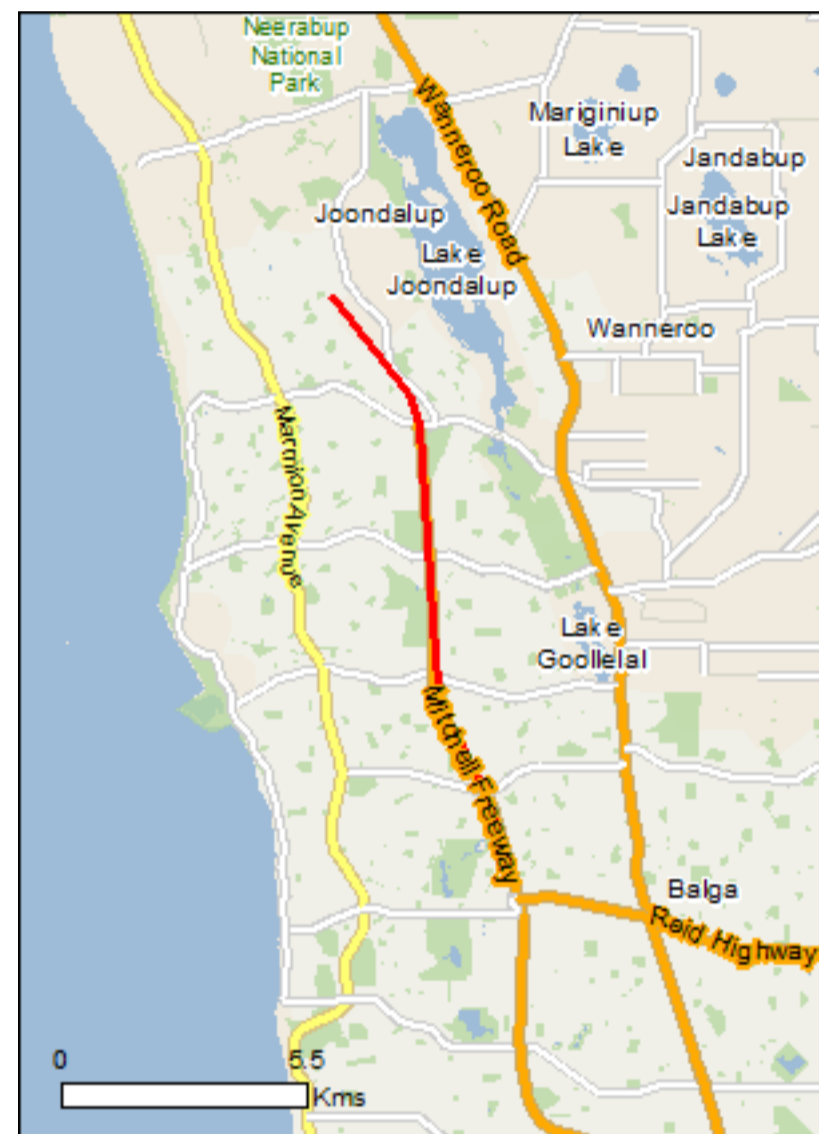 Neerabup
National
Park
Wanneroo Road
Mariginiup
Lake
Jandabup
Jandabup
Lake
Joondalup
Lake
Joondalup
Wanneroo
Marmion Avenue
Lake
Goollelal
Mitchell Freeway
Balga
Reid Highway
0 5.5
Kms